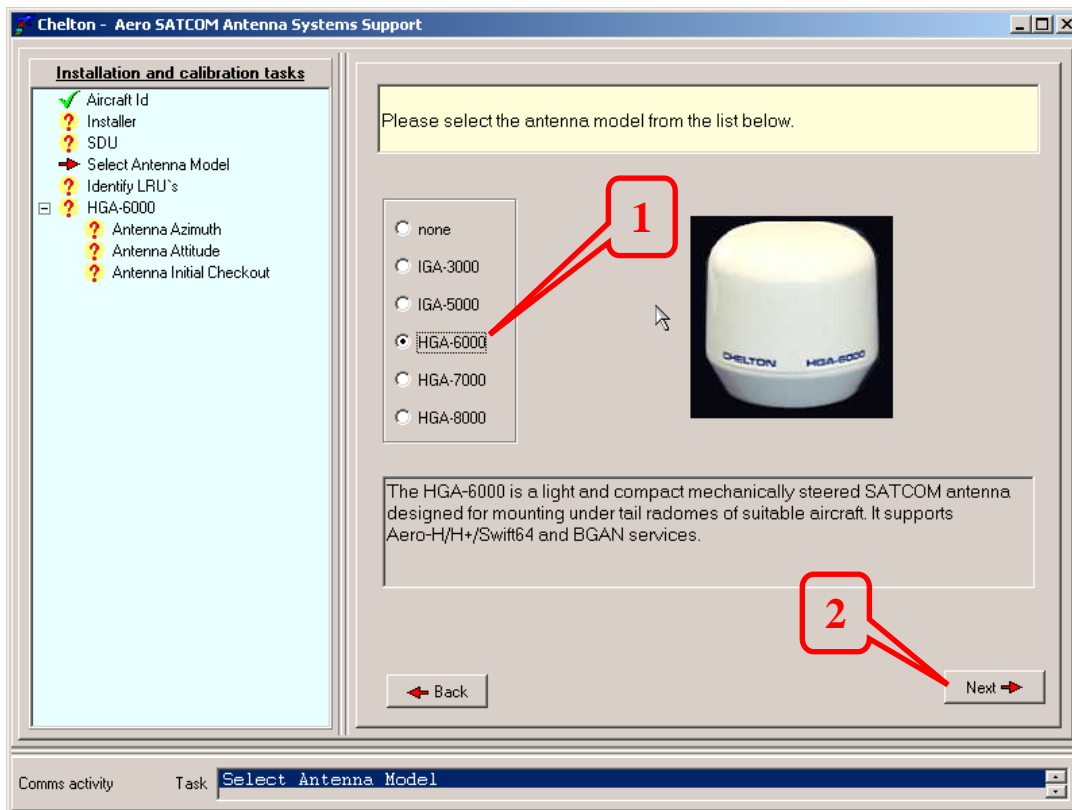 Chelton - Aero SATCOM Antenna Systems Support
Installation and calibration tasks
Aircraft Id
? Installer
? SDU
Select Antenna Model
? Identify LRU`s
? HGA-6000
? Antenna Azimuth
? Antenna Attitude
? Antenna Initial Checkout
Please select the antenna model from the list below.
none
IGA-3000
IGA-5000
HGA-6000
HGA-7000
HGA-8000
1
CHELTON HGA-6000
The HGA-6000 is a light and compact mechanically steered SATCOM antenna
designed for mounting under tail radomes of suitable aircraft. It supports
Aero-H/H+/Swift64 and BGAN services.
2
Back
Next
Comms activity
Task
Select Antenna Model